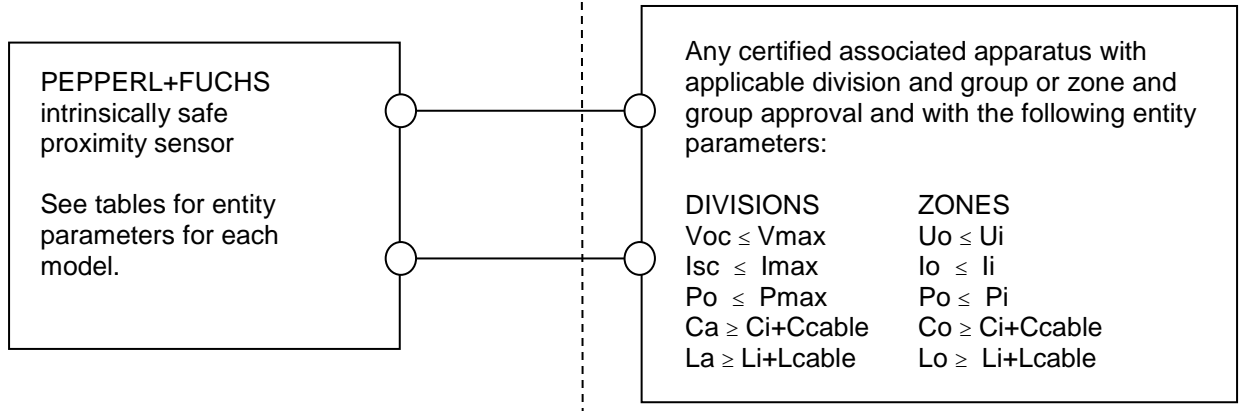 PEPPERL+FUCHS
intrinsically safe
proximity sensor
See tables for entity
parameters for each
model.
Any certified associated apparatus with
applicable division and group or zone and
group approval and with the following entity
parameters:
DIVISIONS ZONES
Voc ≤ Vmax Uo ≤ Ui
Isc ≤ Imax Io ≤ Ii
Po ≤ Pmax Po ≤ Pi
Ca ≥ Ci+Ccable Co ≥ Ci+Ccable
La ≥ Li+Lcable Lo ≥ Li+Lcable